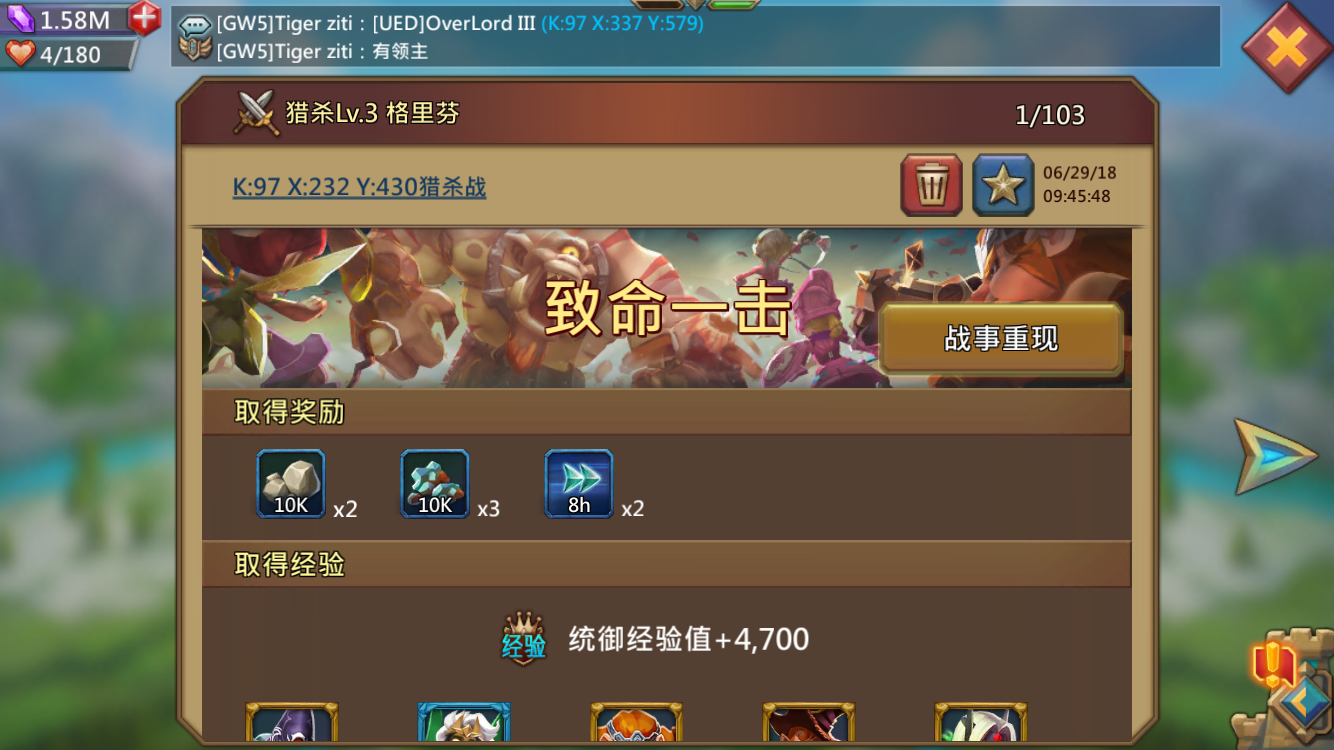 1.58M
4/180
[GW5]Tiger ziti : [UED]OverLord III (K:97 X:337 Y:579)
[GW5]Tiger ziti : 有领主
猎杀Lv.3 格里芬
1/103
K:97 X:232 Y:430猎杀战
06/29/18
09:45:48
致命一击
战事重现
取得奖励
10K x2
10K x3
8h x2
取得经验
经验 统御经验值+4,700